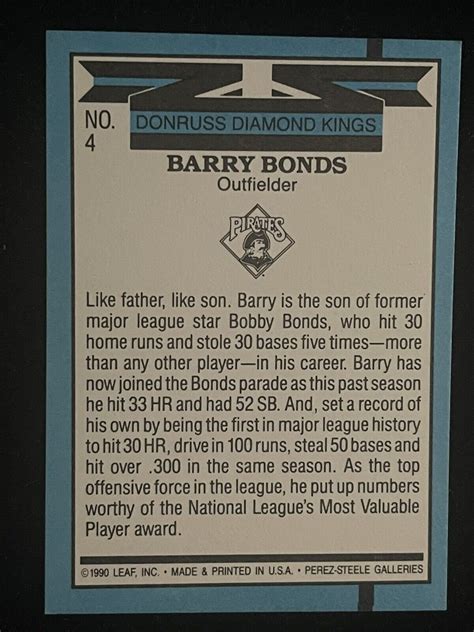 NO.
4
DONRUSS DIAMOND KINGS
BARRY BONDS
Outfielder
PIRATES
Like father, like son. Barry is the son of former
major league star Bobby Bonds, who hit 30
home runs and stole 30 bases five times—more
than any other player—in his career. Barry has
now joined the Bonds parade as this past season
he hit 33 HR and had 52 SB. And, set a record of
his own by being the first in major league history
to hit 30 HR, drive in 100 runs, steal 50 bases and
hit over .300 in the same season. As the top
offensive force in the league, he put up numbers
worthy of the National League's Most Valuable
Player award.
©1990 LEAF, INC. • MADE & PRINTED IN U.S.A. • PEREZ-STEELE GALLERIES